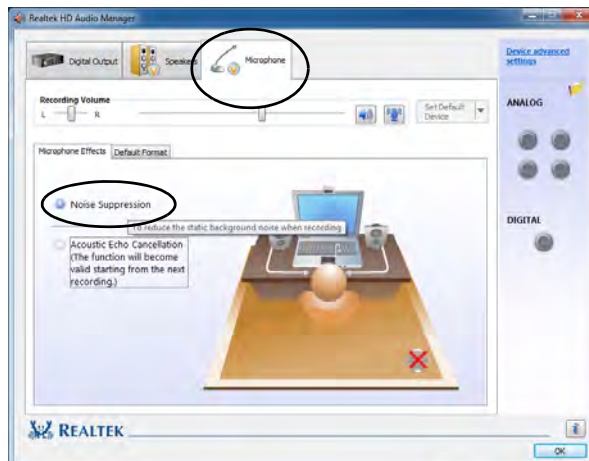 Realtek HD Audio Manager
Digital Output
Speakers
Microphone
Device advanced
settings
Recording Volume
L
R
Set Default
Device
ANALOG
Microphone Effects
Default Format
Noise Suppression
To reduce the static background noise when recording
Acoustic Echo Cancellation
(The function will become
valid starting from the next
recording.)
DIGITAL
REALTEK
i
OK